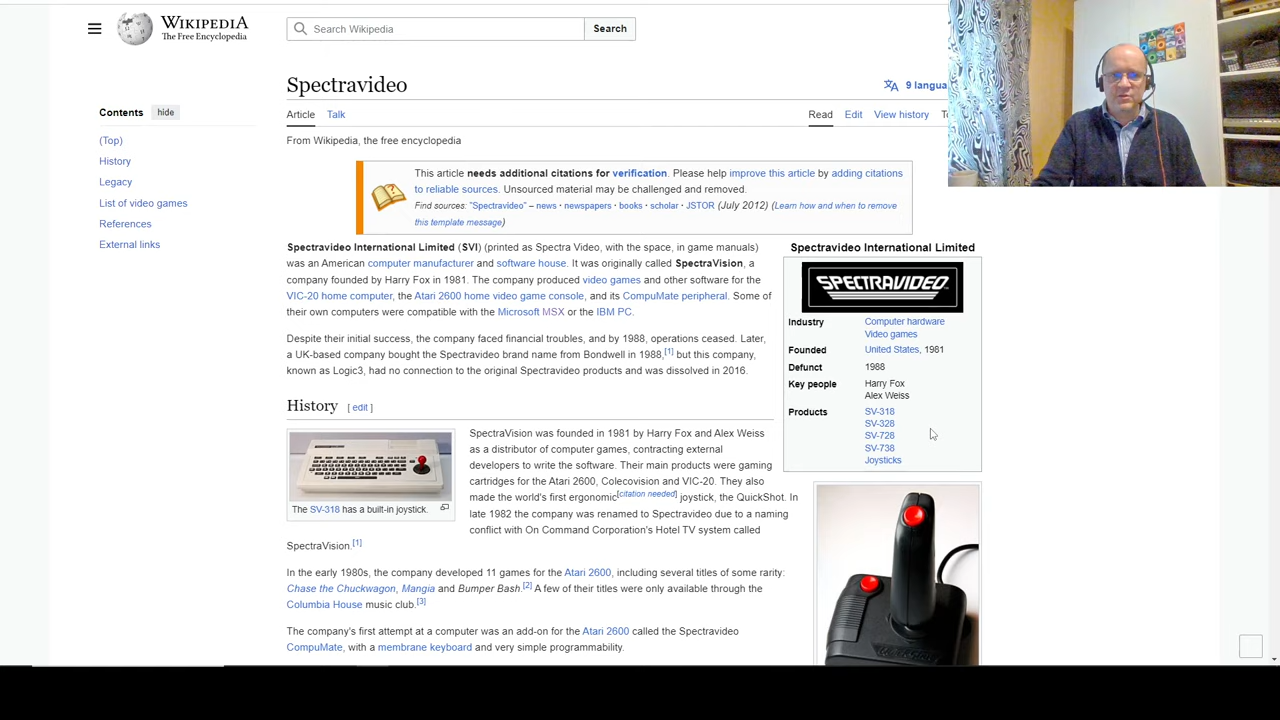 WIKIPEDIA
The Free Encyclopedia
Search Wikipedia
Search
Spectravideo
9 langua
Contents hide
(Top)
History
Legacy
List of video games
References
External links
Article Talk
Read Edit View history To
From Wikipedia, the free encyclopedia
This article needs additional citations for verification. Please help improve this article by adding citations
to reliable sources. Unsourced material may be challenged and removed.
Find sources: "Spectravideo" – news · newspapers · books · scholar · JSTOR (July 2012) (Learn how and when to remove
this template message)
Spectravideo International Limited (SVI) (printed as Spectra Video, with the space, in game manuals)
was an American computer manufacturer and software house. It was originally called SpectraVision, a
company founded by Harry Fox in 1981. The company produced video games and other software for the
VIC-20 home computer, the Atari 2600 home video game console, and its CompuMate peripheral. Some of
their own computers were compatible with the Microsoft MSX or the IBM PC.
Despite their initial success, the company faced financial troubles, and by 1988, operations ceased. Later,
a UK-based company bought the Spectravideo brand name from Bondwell in 1988,[1] but this company,
known as Logic3, had no connection to the original Spectravideo products and was dissolved in 2016.
Spectravideo International Limited
SPECTRAVIDEO
Industry Computer hardware
Video games
Founded United States, 1981
Defunct 1988
Key people Harry Fox
Alex Weiss
Products SV-318
SV-328
SV-728
SV-738
Joysticks
History [ edit ]
The SV-318 has a built-in joystick.
SpectraVision was founded in 1981 by Harry Fox and Alex Weiss
as a distributor of computer games, contracting external
developers to write the software. Their main products were gaming
cartridges for the Atari 2600, Colecovision and VIC-20. They also
made the world's first ergonomic[citation needed] joystick, the QuickShot. In
late 1982 the company was renamed to Spectravideo due to a naming
conflict with On Command Corporation's Hotel TV system called
SpectraVision.[1]
In the early 1980s, the company developed 11 games for the Atari 2600, including several titles of some rarity:
Chase the Chuckwagon, Mangia and Bumper Bash.[2] A few of their titles were only available through the
Columbia House music club.[3]
The company's first attempt at a computer was an add-on for the Atari 2600 called the Spectravideo
CompuMate, with a membrane keyboard and very simple programmability.